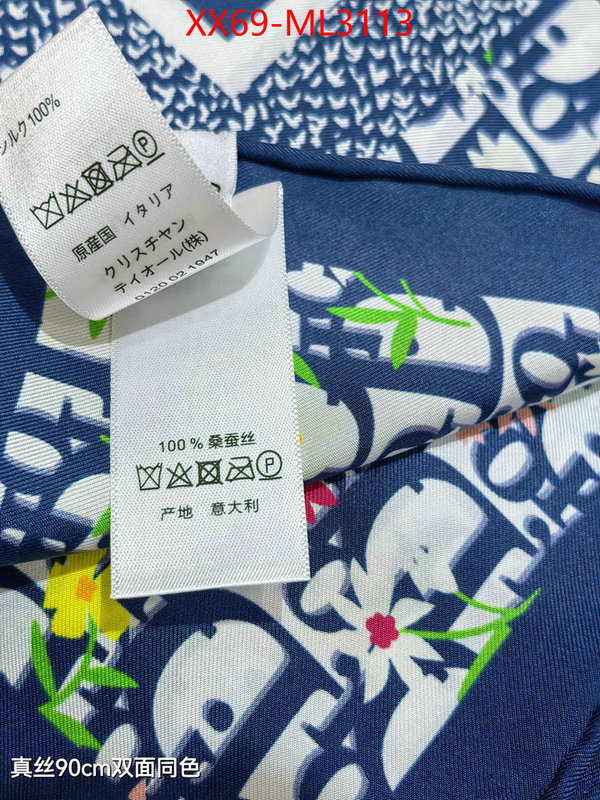 XX69-ML3113
シルク100%
原産国 イタリア
クリスチャン
ディオール(株)
0120 02 1947
100 % 桑蚕丝
产地 意大利
真丝90cm双面同色